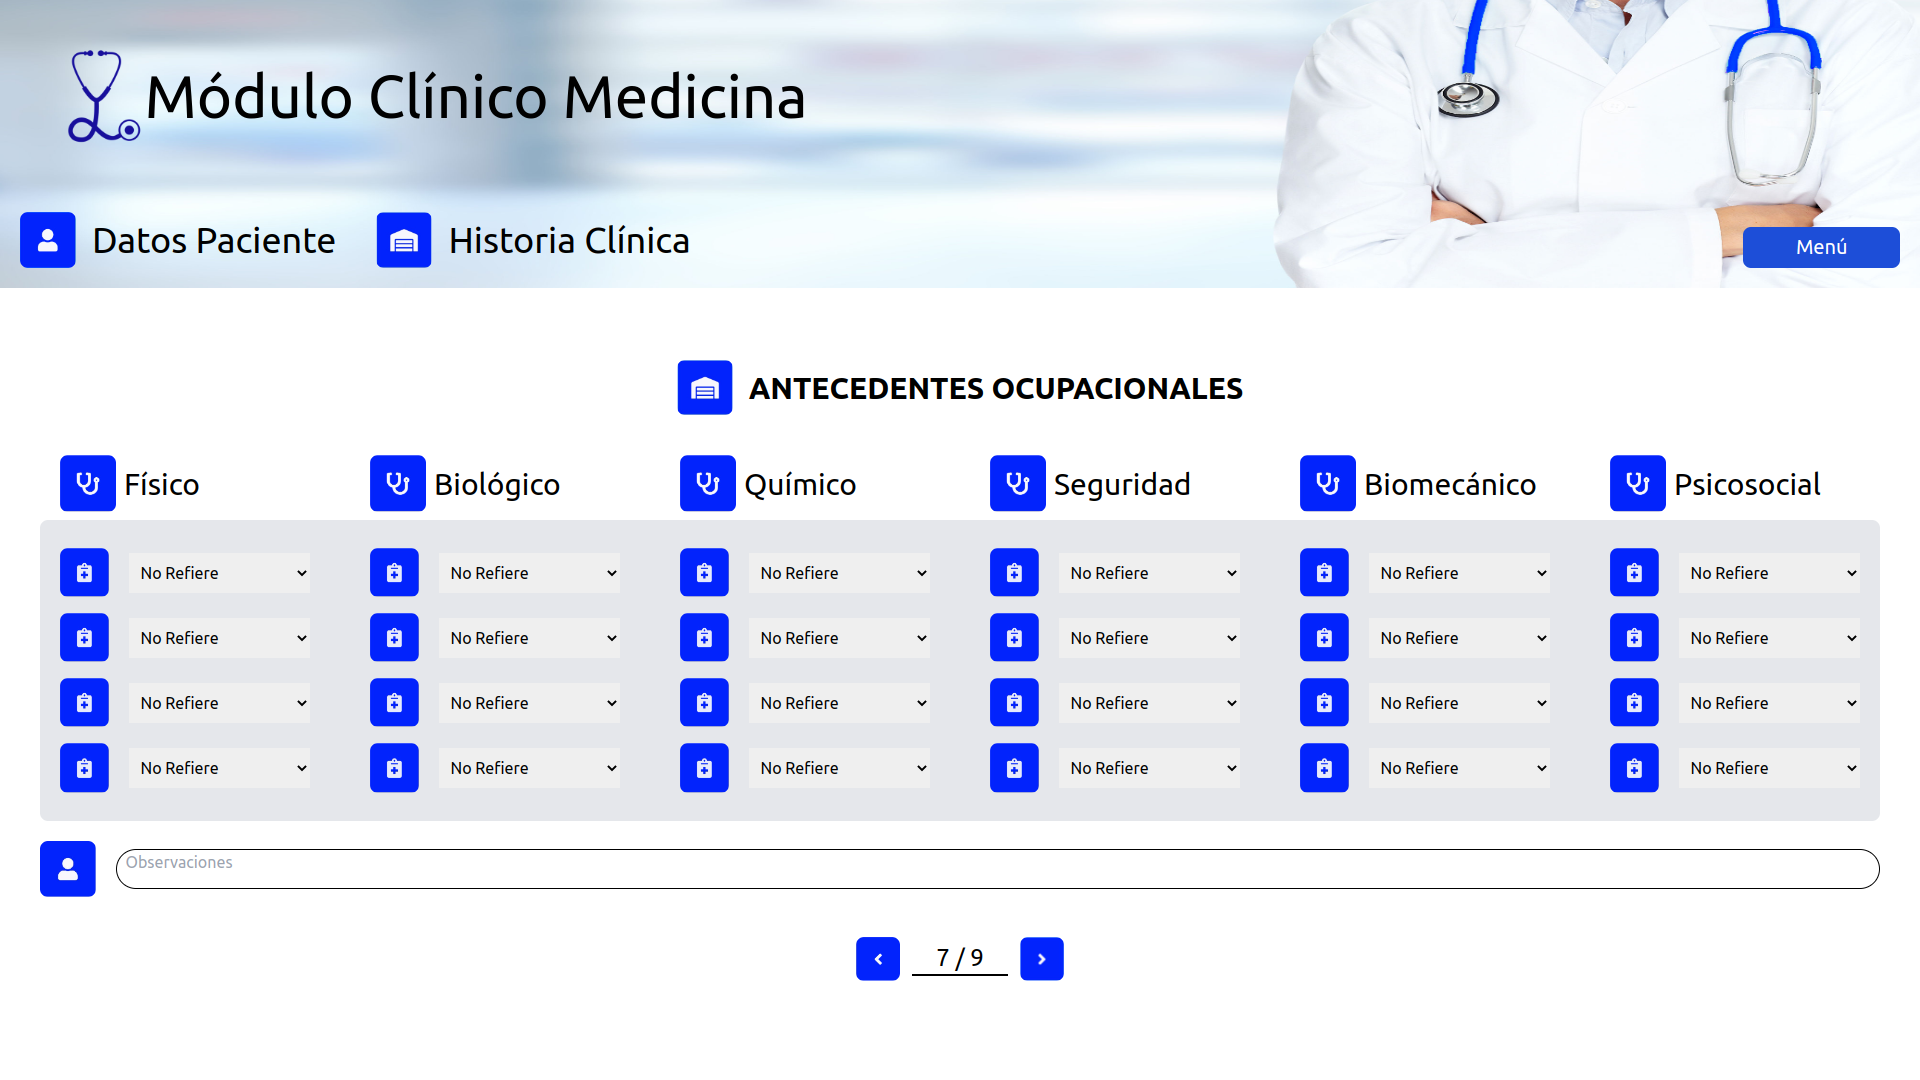 Módulo Clínico Medicina
Datos Paciente Historia Clínica
Menú
ANTECEDENTES OCUPACIONALES
Físico Biológico Químico Seguridad Biomecánico Psicosocial
No Refiere No Refiere No Refiere No Refiere No Refiere No Refiere
No Refiere No Refiere No Refiere No Refiere No Refiere No Refiere
No Refiere No Refiere No Refiere No Refiere No Refiere No Refiere
No Refiere No Refiere No Refiere No Refiere No Refiere No Refiere
Observaciones
7 / 9